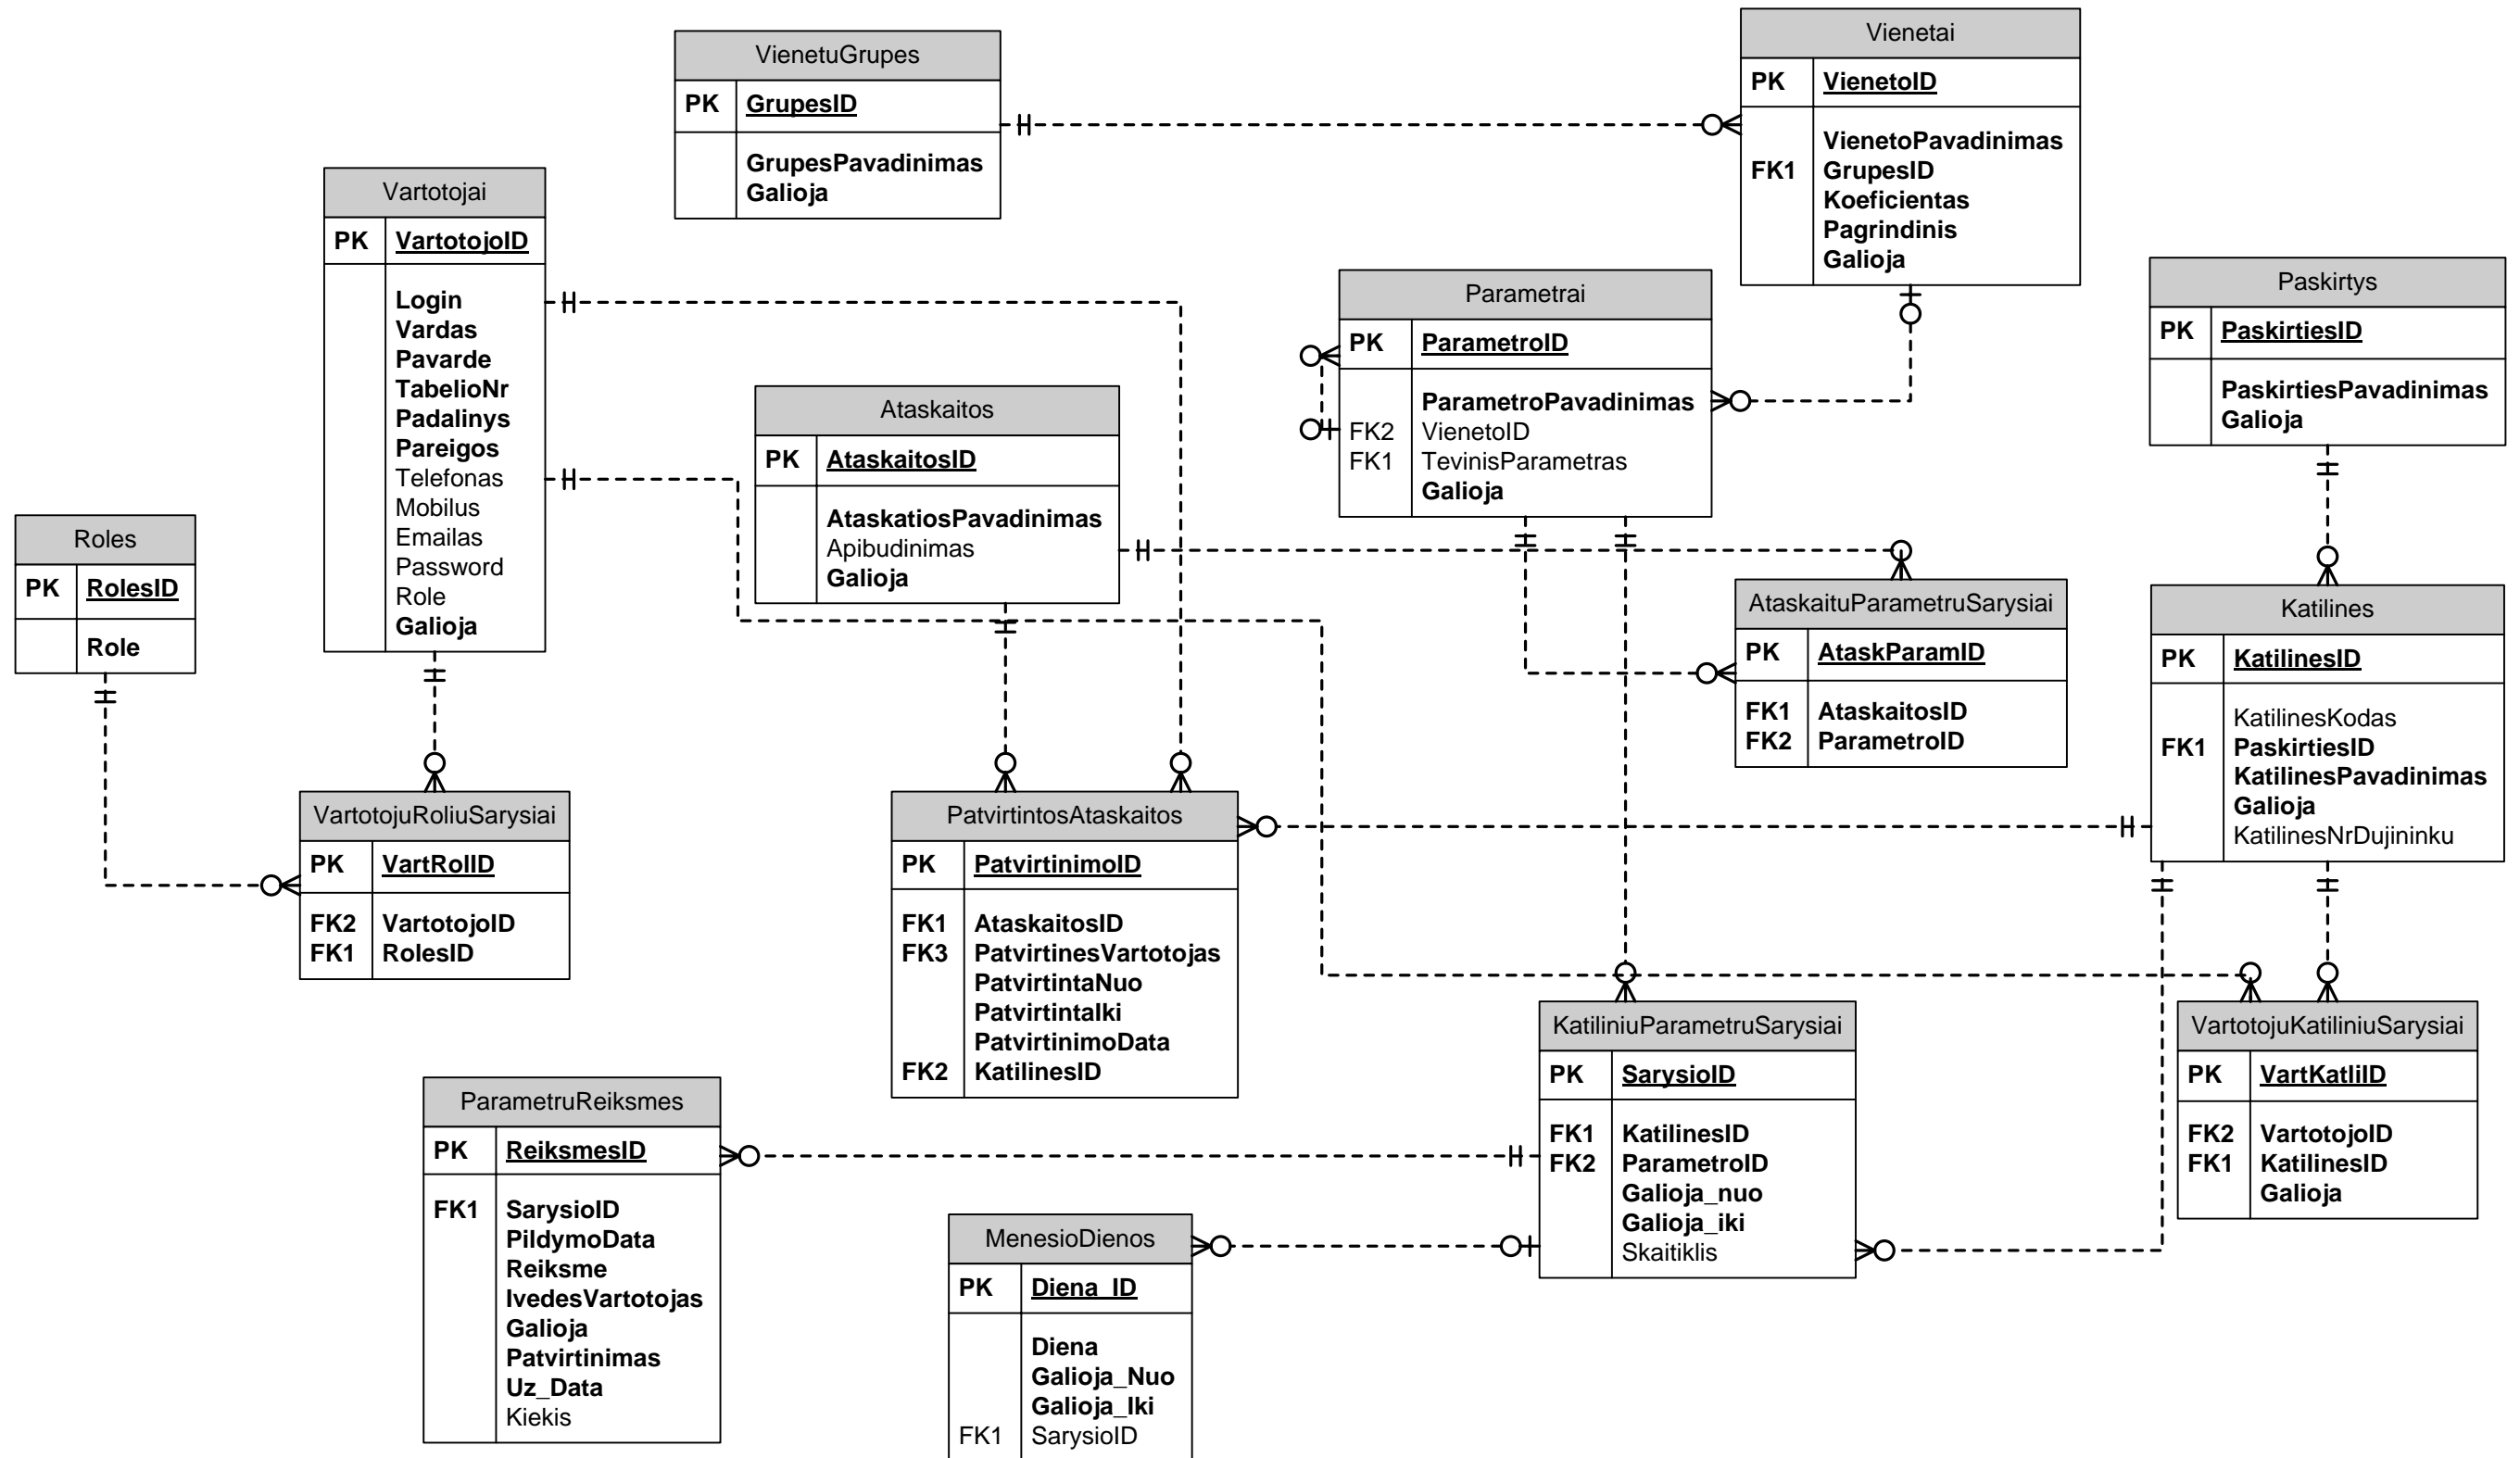 VienetuGrupes
PK GrupesID
GrupesPavadinimas
Galioja
Vienetai
PK VienetoID
VienetoPavadinimas
FK1 GrupesID
Koeficientas
Pagrindinis
Galioja
Vartotojai
PK VartotojoID
Login
Vardas
Pavarde
TabelioNr
Padalinys
Pareigos
Telefonas
Mobilus
Emailas
Password
Role
Galioja
Parametrai
PK ParametroID
ParametroPavadinimas
FK2 VienetoID
FK1 TevinisParametras
Galioja
Paskirtys
PK PaskirtiesID
PaskirtiesPavadinimas
Galioja
Ataskaitos
PK AtaskaitosID
AtaskatiosPavadinimas
Apibudinimas
Galioja
Roles
PK RolesID
Role
AtaskaituParametruSarysiai
PK AtaskParamID
FK1 AtaskaitosID
FK2 ParametroID
Katilines
PK KatilinesID
KatilinesKodas
FK1 PaskirtiesID
KatilinesPavadinimas
Galioja
KatilinesNrDujininku
VartotojuRoliuSarysiai
PK VartRolID
FK2 VartotojoID
FK1 RolesID
PatvirtintosAtaskaitos
PK PatvirtinimoID
FK1 AtaskaitosID
FK3 PatvirtinesVartotojas
PatvirtintaNuo
PatvirtintaIki
PatvirtinimoData
FK2 KatilinesID
KatiliniuParametruSarysiai
PK SarysioID
FK1 KatilinesID
FK2 ParametroID
Galioja_nuo
Galioja_iki
Skaitiklis
VartotojuKatiliniuSarysiai
PK VartKatliID
FK2 VartotojoID
FK1 KatilinesID
Galioja
ParametruReiksmes
PK ReiksmesID
FK1 SarysioID
PildymoData
Reiksme
IvedesVartotojas
Galioja
Patvirtinimas
Uz_Data
Kiekis
MenesioDienos
PK Diena_ID
Diena
Galioja_Nuo
Galioja_Iki
FK1 SarysioID